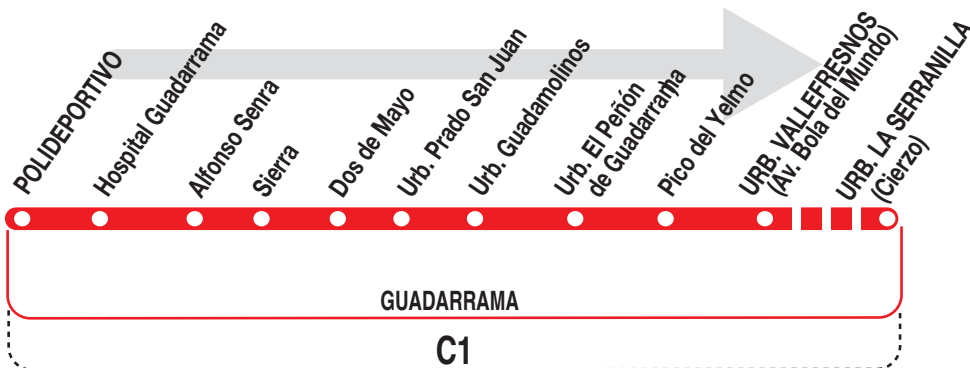 POLIDEPORTIVO
Hospital Guadarrama
Alfonso Senra
Sierra
Dos de Mayo
Urb. Prado San Juan
Urb. Guadamolinos
Urb. El Peñón
de Guadarrama
Pico del Yelmo
URB. VALLEFRESNOS
(Av. Bola del Mundo)
URB. LA SERRANILLA
(Cierzo)
GUADARRAMA
C1